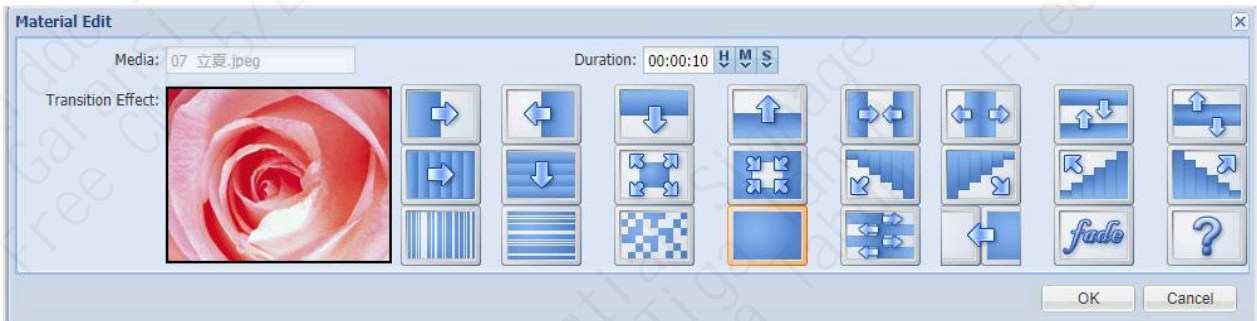 Material Edit
Media: 07 立夏.jpeg
Duration: 00:00:10 H M S
Transition Effect:
fade
?
OK Cancel